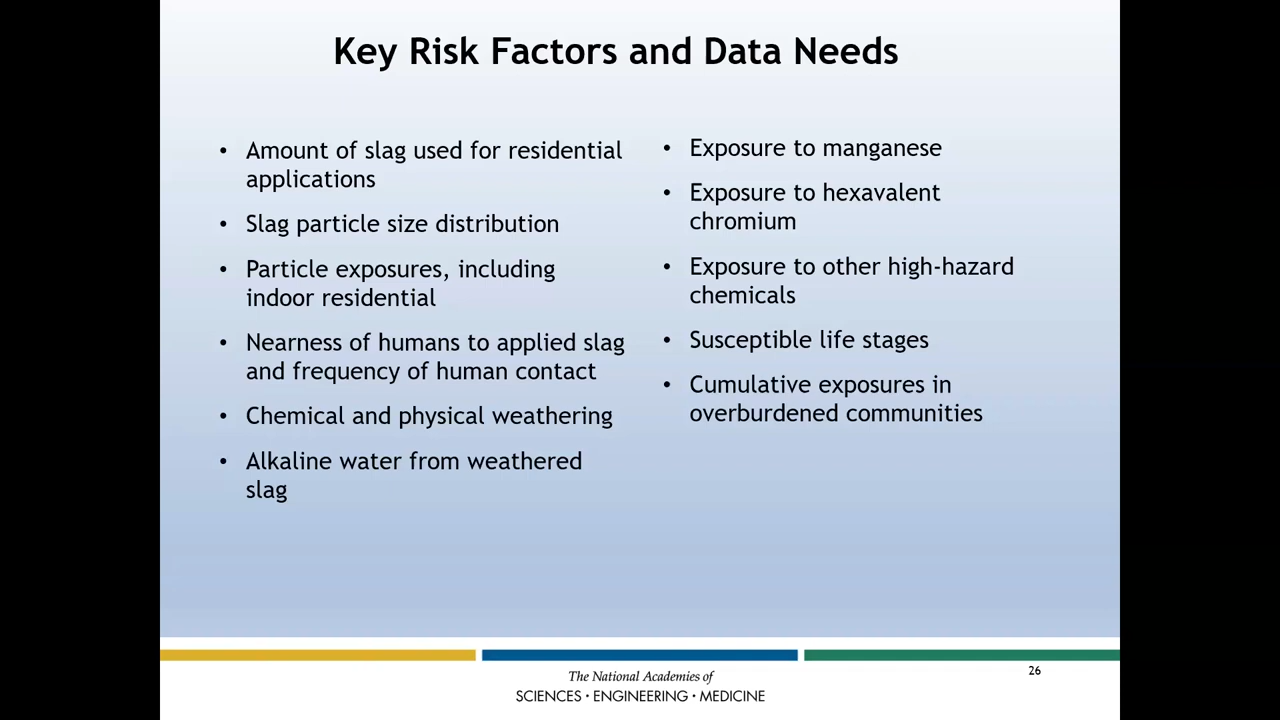 Key Risk Factors and Data Needs
• Amount of slag used for residential
applications
• Slag particle size distribution
• Particle exposures, including
indoor residential
• Nearness of humans to applied slag
and frequency of human contact
• Chemical and physical weathering
• Alkaline water from weathered
slag
• Exposure to manganese
• Exposure to hexavalent
chromium
• Exposure to other high-hazard
chemicals
• Susceptible life stages
• Cumulative exposures in
overburdened communities
The National Academies of
SCIENCES · ENGINEERING · MEDICINE
26